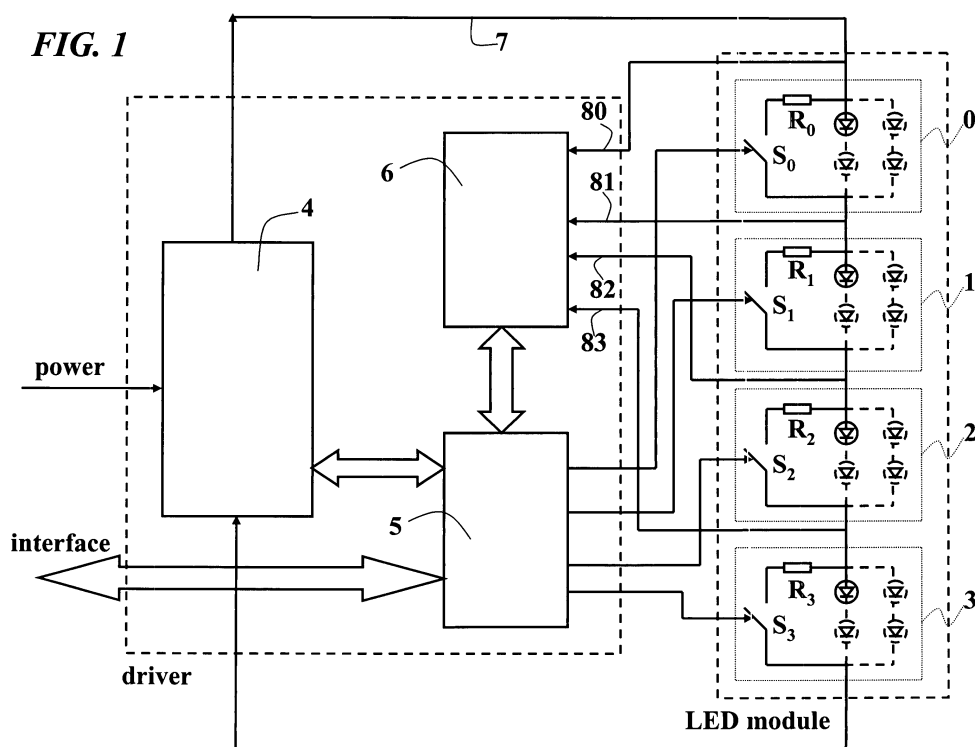 FIG. 1
7
80
R0
0
S0
6
81
4
82
R1
1
S1
83
power
R2
2
S2
5
interface
R3
3
S3
driver
LED module